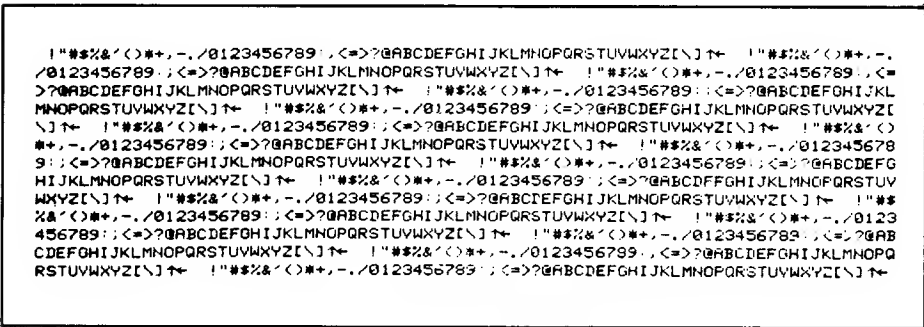 !"#$%&'()*+,-./0123456789:;<=>?@ABCDEFGHIJKLMNOPQRSTUVWXYZ[\]↑←  !"#$%&'()*+,-.
/0123456789:;<=>?@ABCDEFGHIJKLMNOPQRSTUVWXYZ[\]↑←  !"#$%&'()*+,-./0123456789:;<=
>?@ABCDEFGHIJKLMNOPQRSTUVWXYZ[\]↑←  !"#$%&'()*+,-./0123456789:;<=>?@ABCDEFGHIJKL
MNOPQRSTUVWXYZ[\]↑←  !"#$%&'()*+,-./0123456789:;<=>?@ABCDEFGHIJKLMNOPQRSTUVWXYZ[
\]↑←  !"#$%&'()*+,-./0123456789:;<=>?@ABCDEFGHIJKLMNOPQRSTUVWXYZ[\]↑←  !"#$%&'()
*+,-./0123456789:;<=>?@ABCDEFGHIJKLMNOPQRSTUVWXYZ[\]↑←  !"#$%&'()*+,-./012345678
9:;<=>?@ABCDEFGHIJKLMNOPQRSTUVWXYZ[\]↑←  !"#$%&'()*+,-./0123456789:;<=>?@ABCDEFG
HIJKLMNOPQRSTUVWXYZ[\]↑←  !"#$%&'()*+,-./0123456789:;<=>?@ABCDEFGHIJKLMNOPQRSTUV
WXYZ[\]↑←  !"#$%&'()*+,-./0123456789:;<=>?@ABCDEFGHIJKLMNOPQRSTUVWXYZ[\]↑←  !"#$
%&'()*+,-./0123456789:;<=>?@ABCDEFGHIJKLMNOPQRSTUVWXYZ[\]↑←  !"#$%&'()*+,-./0123
456789:;<=>?@ABCDEFGHIJKLMNOPQRSTUVWXYZ[\]↑←  !"#$%&'()*+,-./0123456789:;<=>?@AB
CDEFGHIJKLMNOPQRSTUVWXYZ[\]↑←  !"#$%&'()*+,-./0123456789:;<=>?@ABCDEFGHIJKLMNOPQ
RSTUVWXYZ[\]↑←  !"#$%&'()*+,-./0123456789:;<=>?@ABCDEFGHIJKLMNOPQRSTUVWXYZ[\]↑←